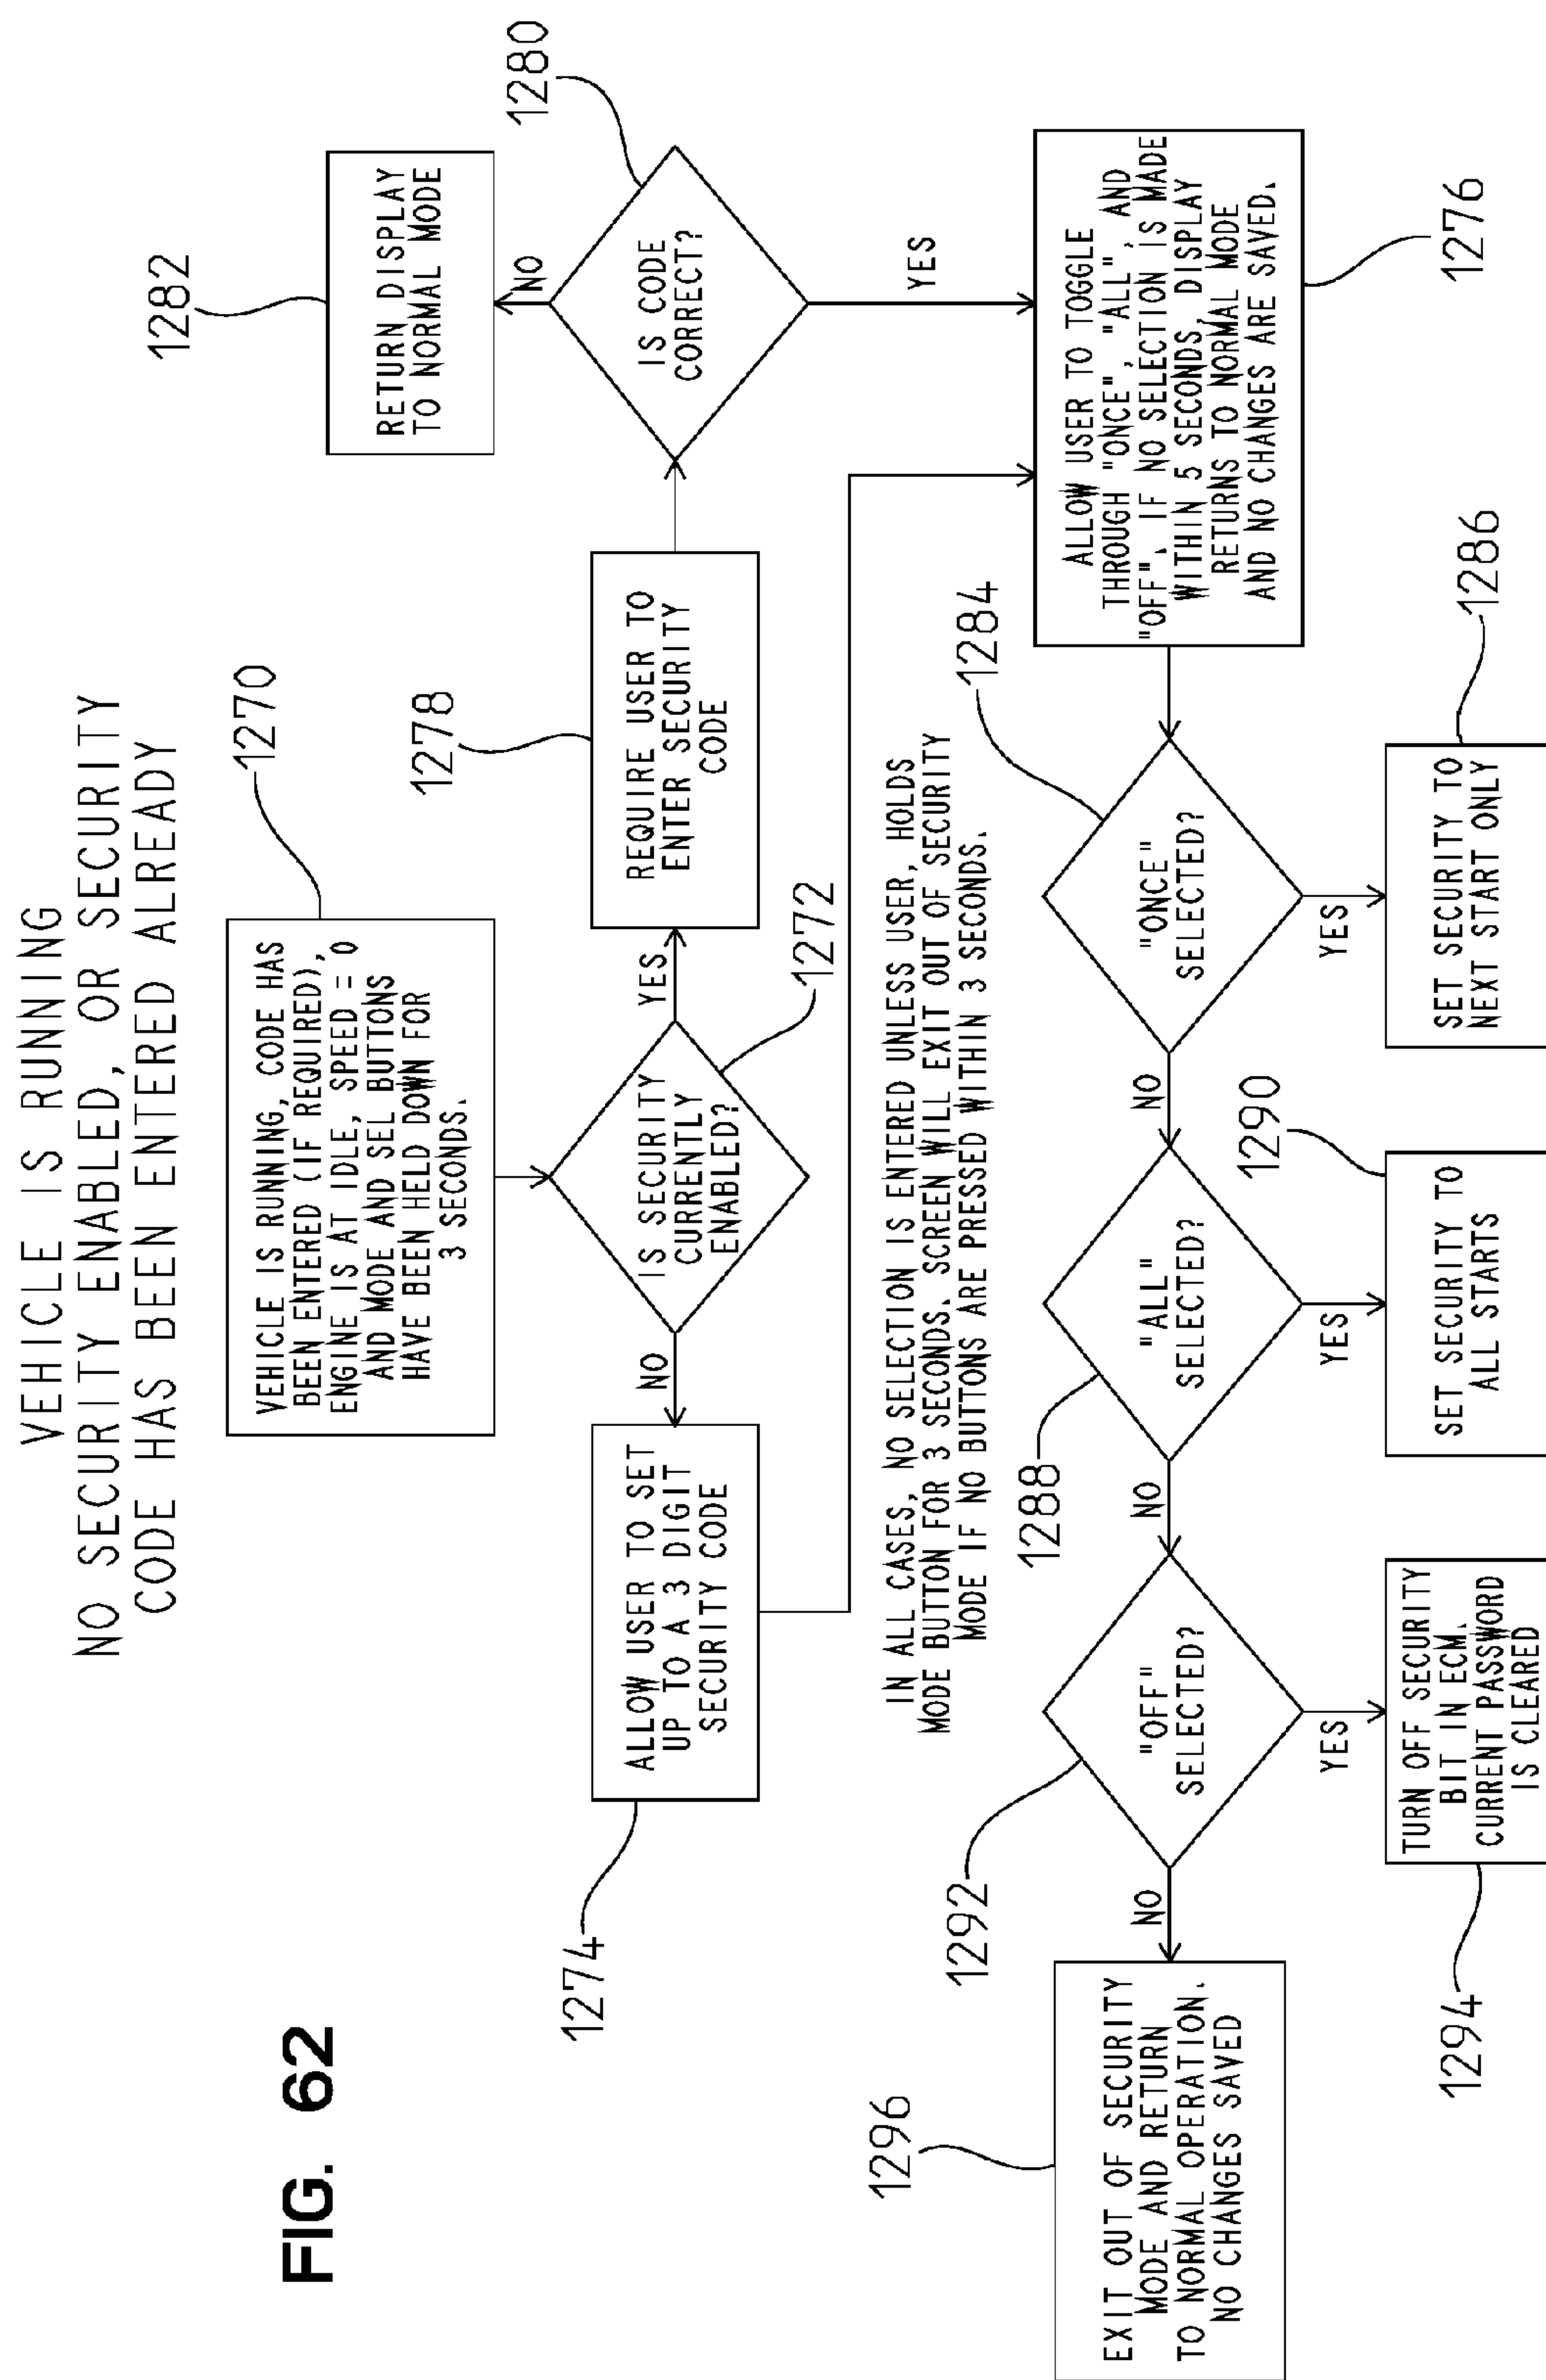 FIG. 62
VEHICLE IS RUNNING
NO SECURITY ENABLED, OR SECURITY
CODE HAS BEEN ENTERED ALREADY
1270
VEHICLE IS RUNNING, CODE HAS
BEEN ENTERED (IF REQUIRED),
ENGINE IS AT IDLE, SPEED = 0
AND MODE AND SEL BUTTONS
HAVE BEEN HELD DOWN FOR
3 SECONDS.
1282
RETURN DISPLAY
TO NORMAL MODE
1274
ALLOW USER TO SET
UP TO A 3 DIGIT
SECURITY CODE
NO
IS SECURITY
CURRENTLY
ENABLED?
1272
YES
1278
REQUIRE USER TO
ENTER SECURITY
CODE
NO
IS CODE
CORRECT?
1280
YES
IN ALL CASES, NO SELECTION IS ENTERED UNLESS USER, HOLDS
MODE BUTTON FOR 3 SECONDS. SCREEN WILL EXIT OUT OF SECURITY
MODE IF NO BUTTONS ARE PRESSED WITHIN 3 SECONDS.
1296
EXIT OUT OF SECURITY
MODE AND RETURN
TO NORMAL OPERATION.
NO CHANGES SAVED
NO
1292
"OFF"
SELECTED?
NO
1288
"ALL"
SELECTED?
NO
1284
"ONCE"
SELECTED?
ALLOW USER TO TOGGLE
THROUGH "ONCE", "ALL", AND
"OFF". IF NO SELECTION IS MADE
WITHIN 5 SECONDS, DISPLAY
RETURNS TO NORMAL MODE
AND NO CHANGES ARE SAVED.
1276
YES
YES
YES
1294
TURN OFF SECURITY
BIT IN ECM.
CURRENT PASSWORD
IS CLEARED
1290
SET SECURITY TO
ALL STARTS
1286
SET SECURITY TO
NEXT START ONLY